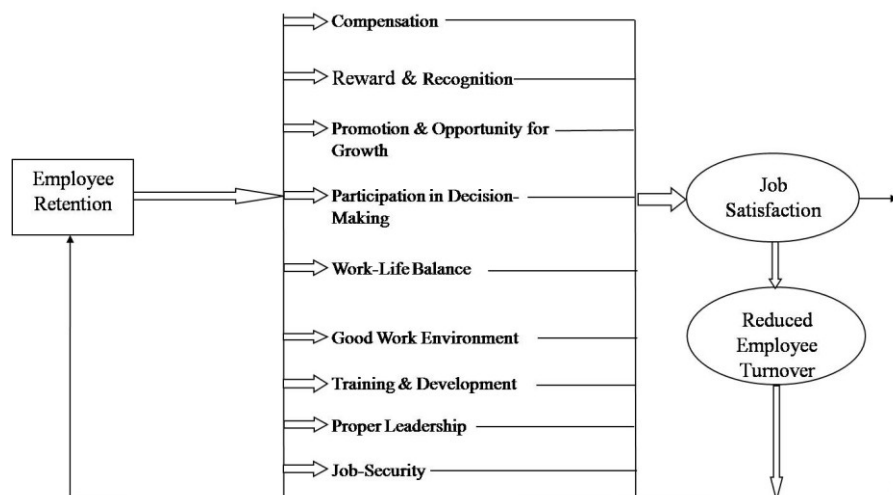 Compensation
Reward & Recognition
Promotion & Opportunity for
Growth
Employee
Retention
Participation in Decision-
Making
Job
Satisfaction
Work-Life Balance
Good Work Environment
Reduced
Employee
Turnover
Training & Development
Proper Leadership
Job-Security